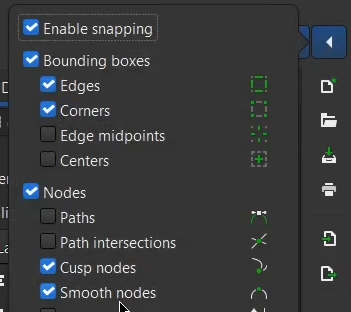 Enable snapping
Bounding boxes
Edges
Corners
Edge midpoints
Centers
Nodes
Paths
Path intersections
Cusp nodes
Smooth nodes